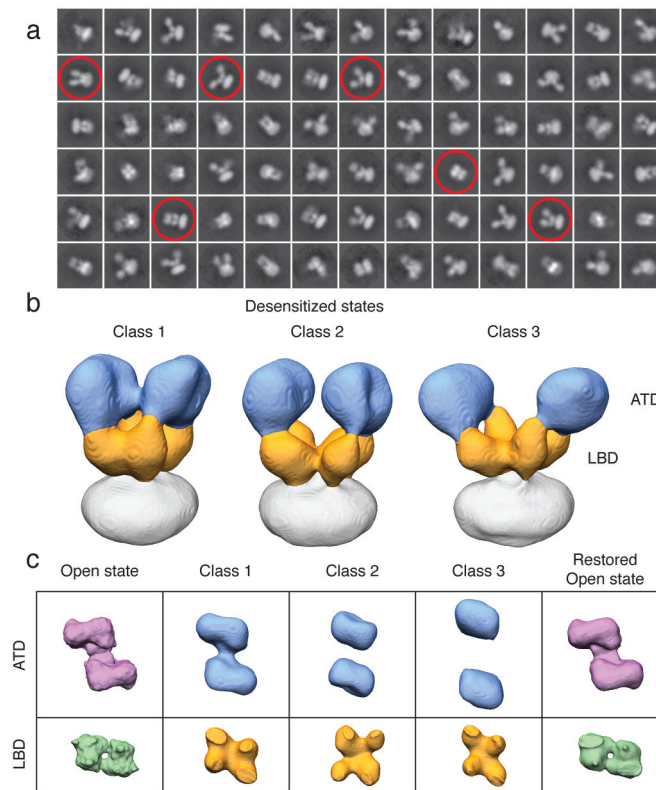 a
b
Desensitized states
Class 1 Class 2 Class 3
ATD
LBD
c
Open state Class 1 Class 2 Class 3 Restored
Open state
ATD
LBD